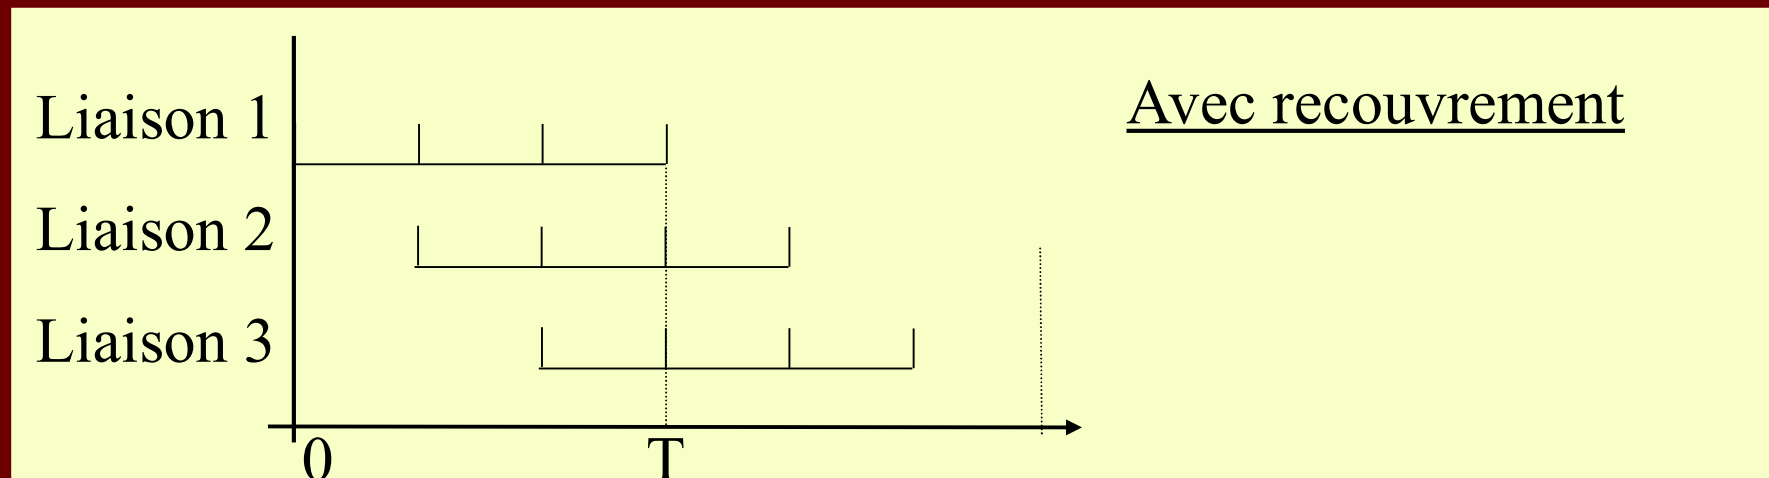 Avec recouvrement
Liaison 1
Liaison 2
Liaison 3
0 T